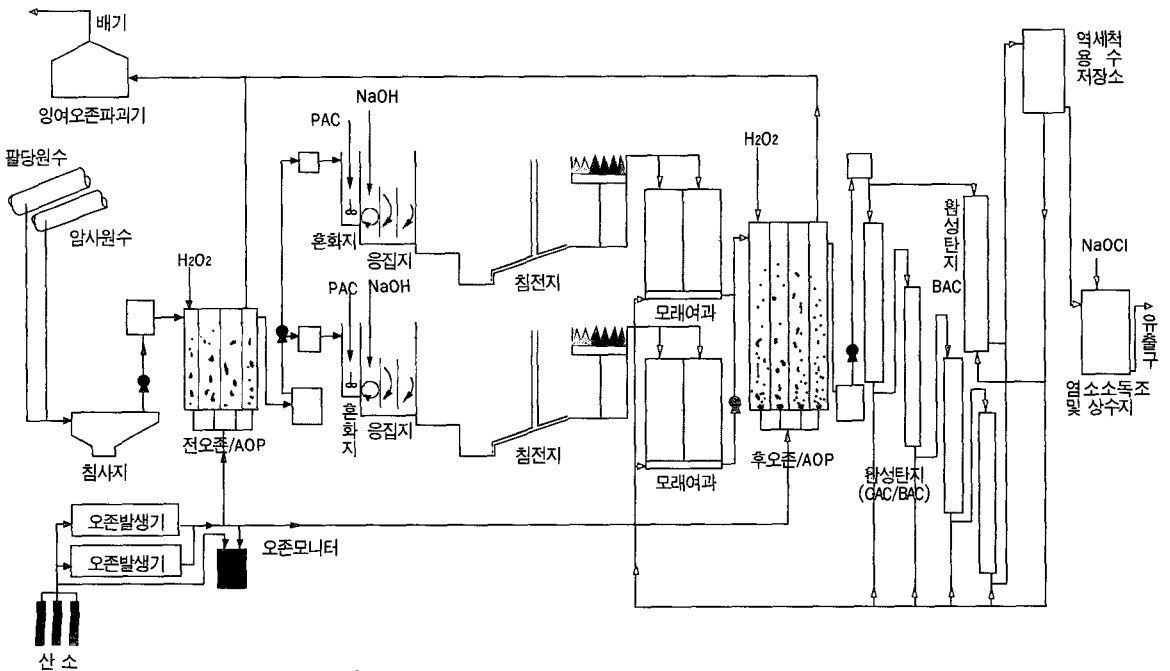 배기
잉여오존파괴기
팔당원수
암사원수
H₂O₂
침사지
전오존/AOP
오존발생기
오존발생기
오존모니터
산 소
PAC
NaOH
혼화지
응집지
침전지
PAC
NaOH
혼화지
응집지
침전지
모래여과
모래여과
H₂O₂
후오존/AOP
활성탄지
(GAC/BAC)
활성탄지
BAC
역세척
용 수
저장소
NaOCl
유출구
염소소독조
및 상수지